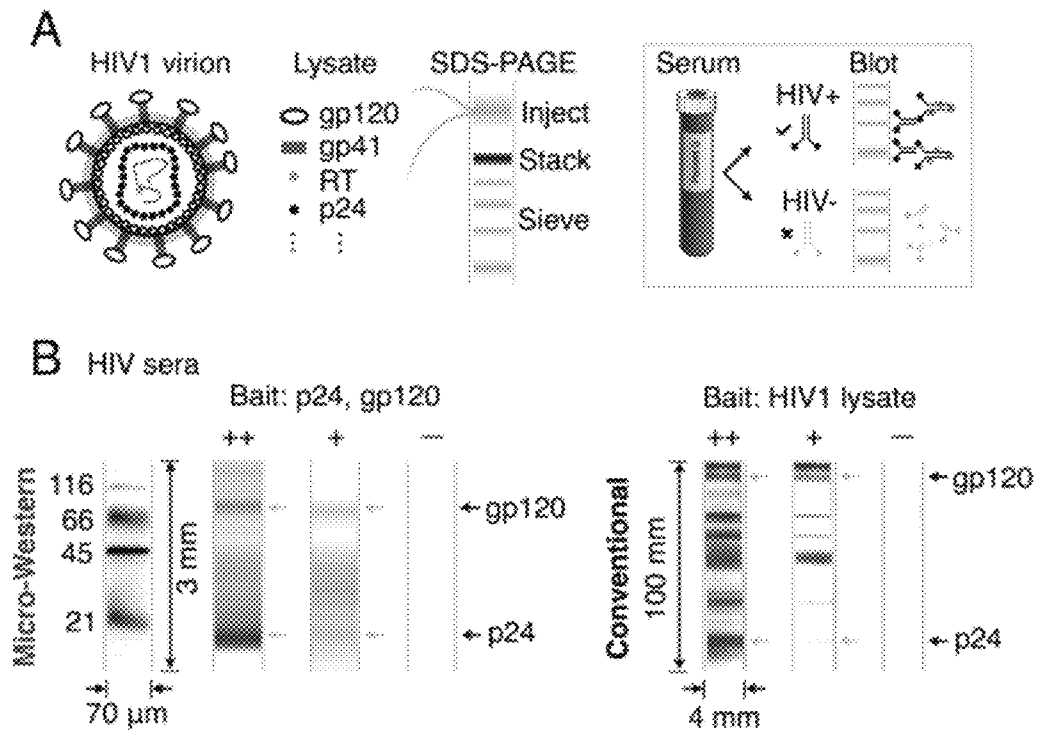 A
HIV1 virion
Lysate
gp120
gp41
RT
p24
SDS-PAGE
Inject
Stack
Sieve
Serum
HIV+
HIV-
Blot
B HIV sera
Bait: p24, gp120
++ + —
Micro-Western
116
66
45
21
3 mm
70 µm
gp120
p24
Bait: HIV1 lysate
++ + —
Conventional
100 mm
4 mm
gp120
p24